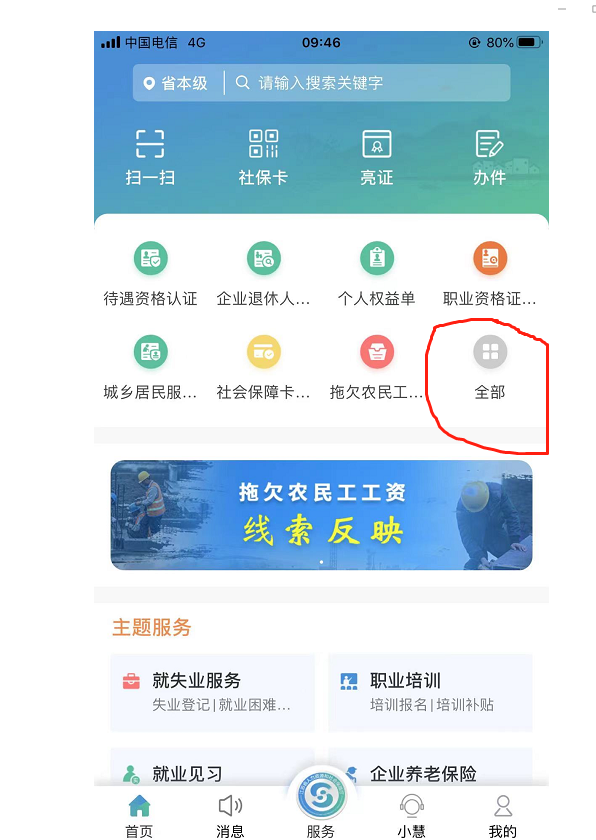 中国电信 4G 09:46 80%
省本级 请输入搜索关键字
扫一扫 社保卡 亮证 办件
待遇资格认证 企业退休人... 个人权益单 职业资格证...
城乡居民服... 社会保障卡... 拖欠农民工... 全部
拖欠农民工工资
线索反映
主题服务
就失业服务 职业培训
失业登记|就业困难... 培训报名|培训补贴
就业见习 企业养老保险
首页 消息 服务 小慧 我的